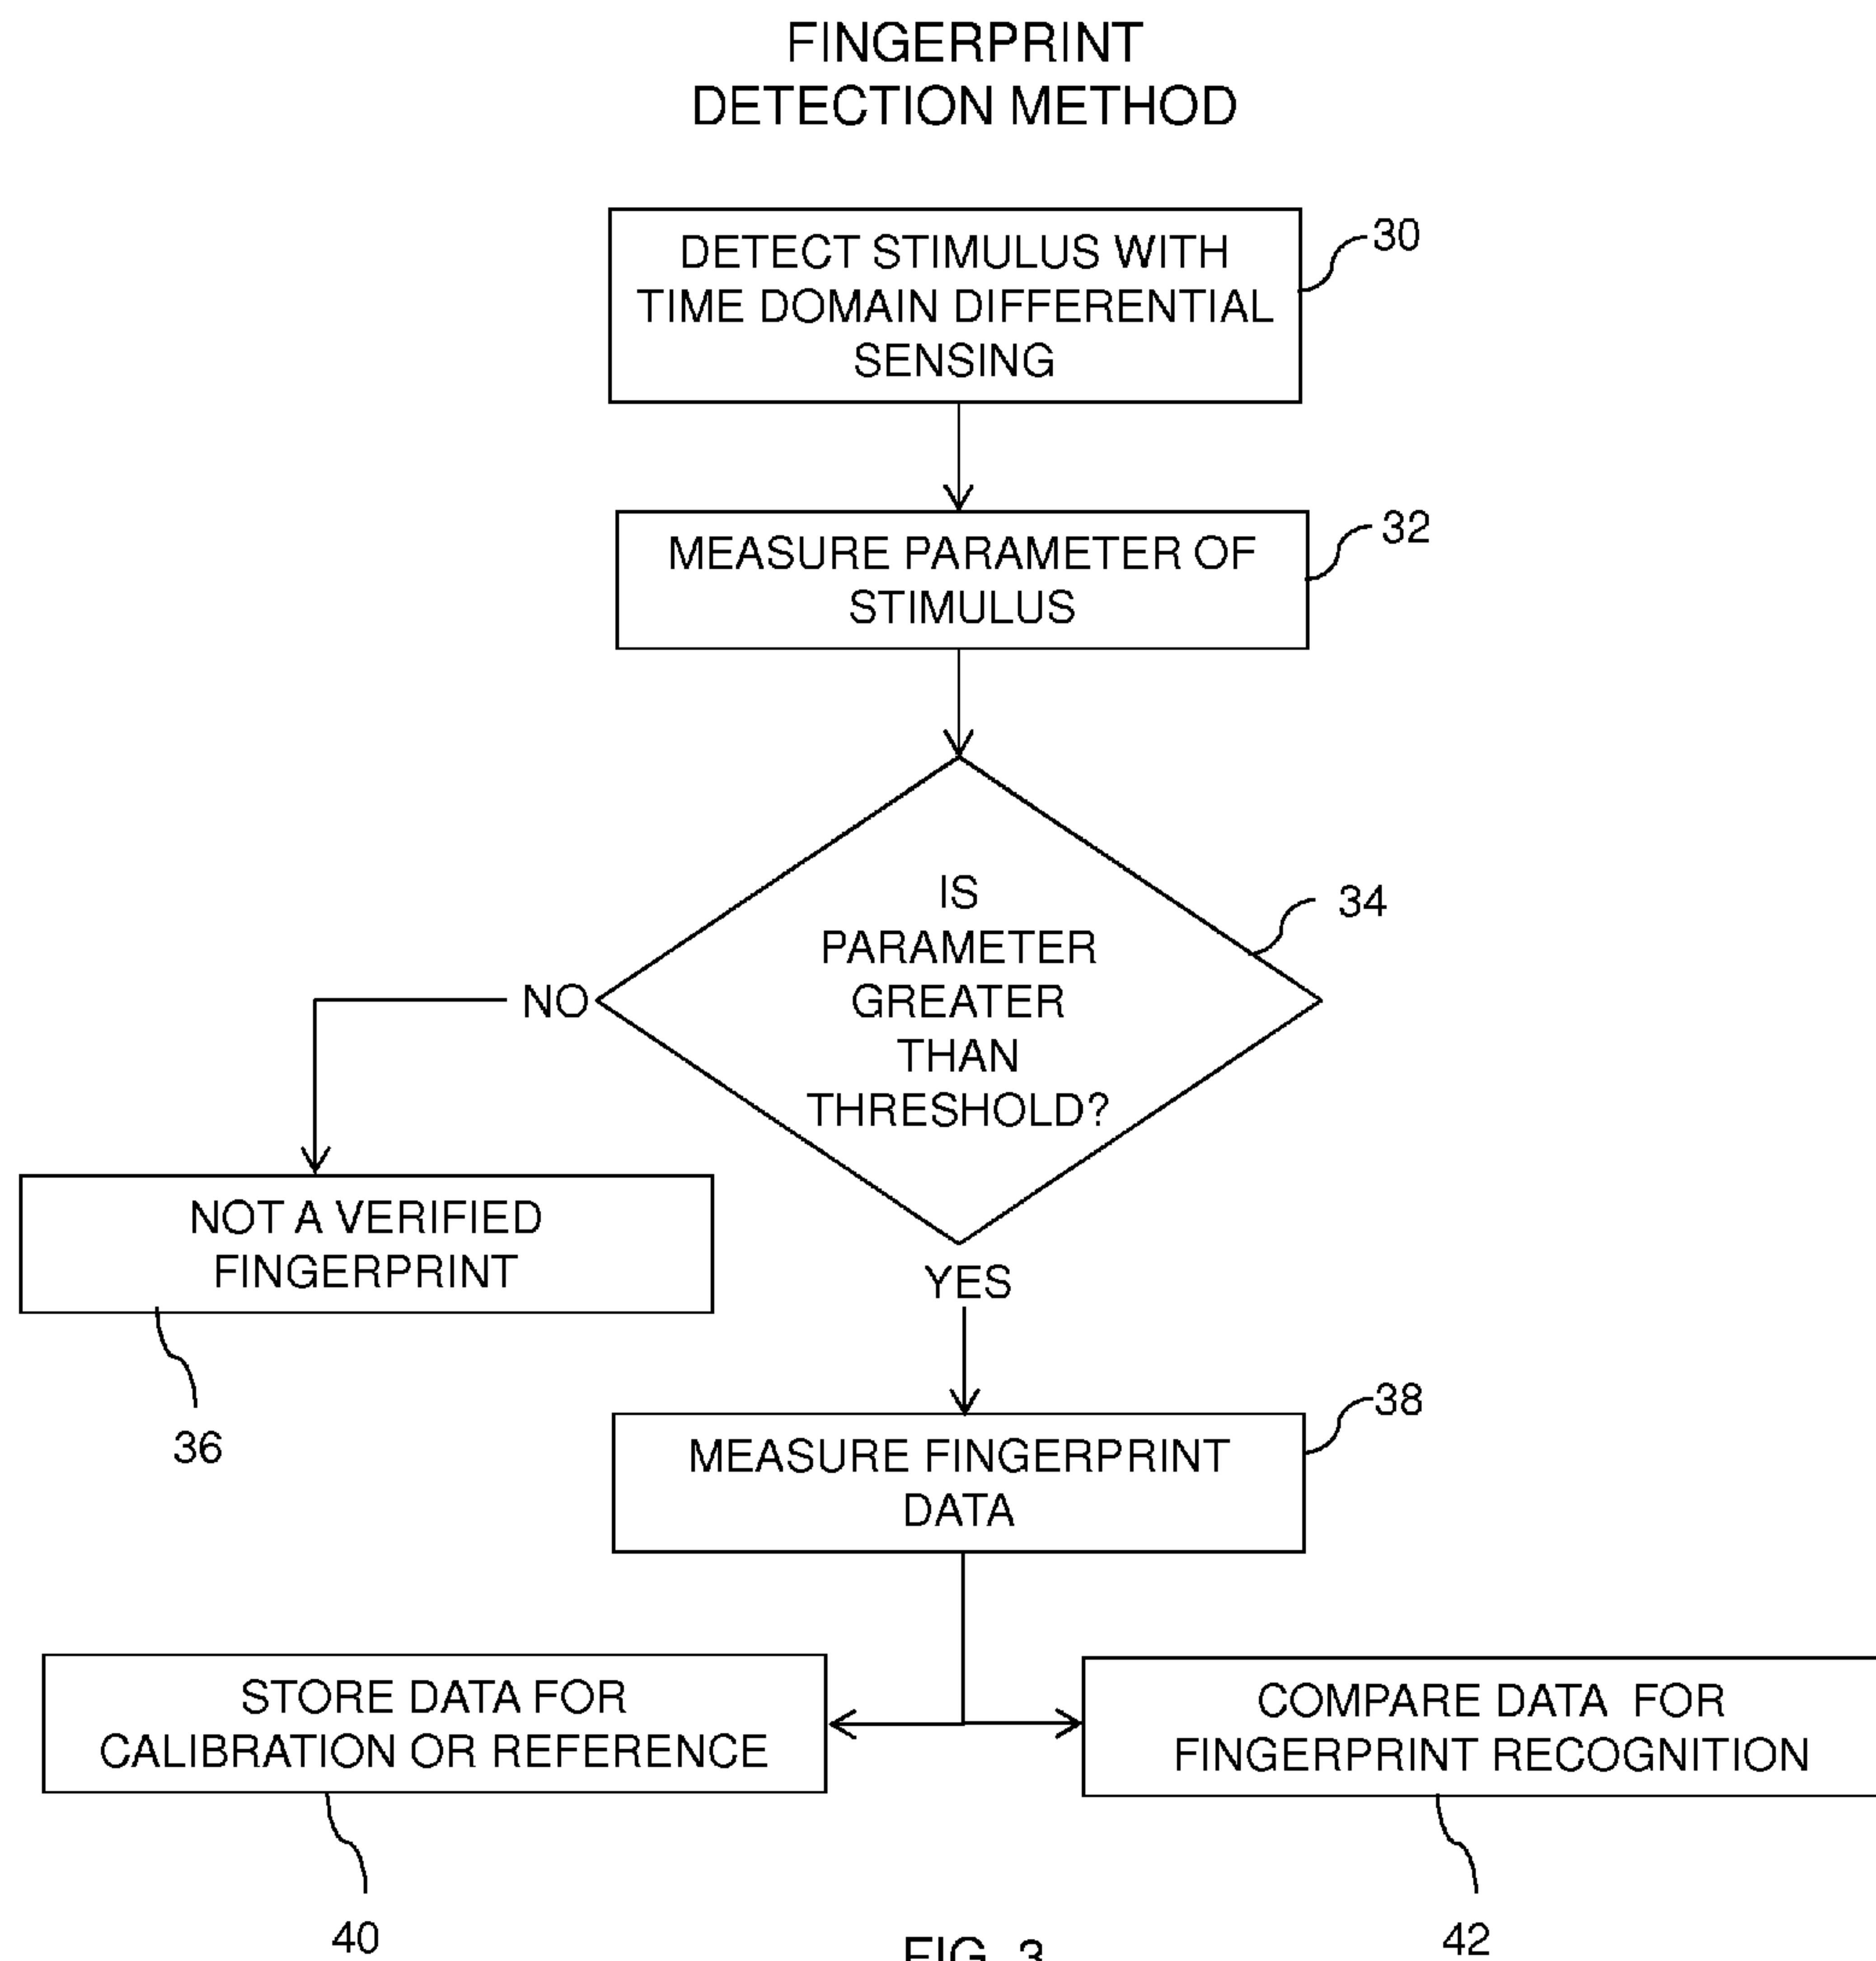 FINGERPRINT
DETECTION METHOD
DETECT STIMULUS WITH
TIME DOMAIN DIFFERENTIAL
SENSING
30
MEASURE PARAMETER OF
STIMULUS
32
IS
PARAMETER
GREATER
THAN
THRESHOLD?
34
NO
NOT A VERIFIED
FINGERPRINT
36
YES
MEASURE FINGERPRINT
DATA
38
STORE DATA FOR
CALIBRATION OR REFERENCE
40
COMPARE DATA FOR
FINGERPRINT RECOGNITION
42
FIG. 3